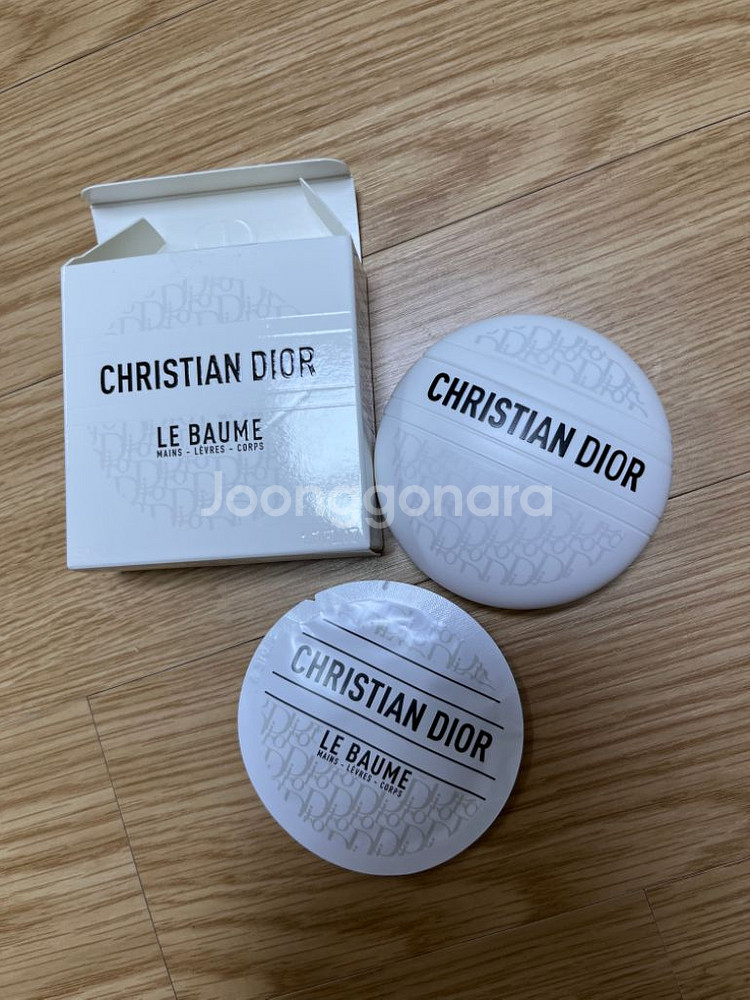 CHRISTIAN DIOR
LE BAUME
MAINS - LÈVRES - CORPS
CHRISTIAN DIOR
Joonggonara
CHRISTIAN DIOR
LE BAUME
MAINS - LÈVRES - CORPS